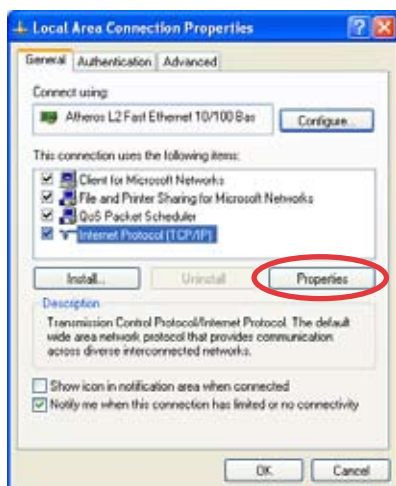 Local Area Connection Properties
General Authentication Advanced
Connect using:
Atheros L2 Fast Ethernet 10/100 Bas Configure...
This connection uses the following items:
Client for Microsoft Networks
File and Printer Sharing for Microsoft Networks
QoS Packet Scheduler
Internet Protocol (TCP/IP)
Install... Uninstall Properties
Description
Transmission Control Protocol/Internet Protocol. The default
wide area network protocol that provides communication
across diverse interconnected networks.
Show icon in notification area when connected
Notify me when this connection has limited or no connectivity
OK Cancel